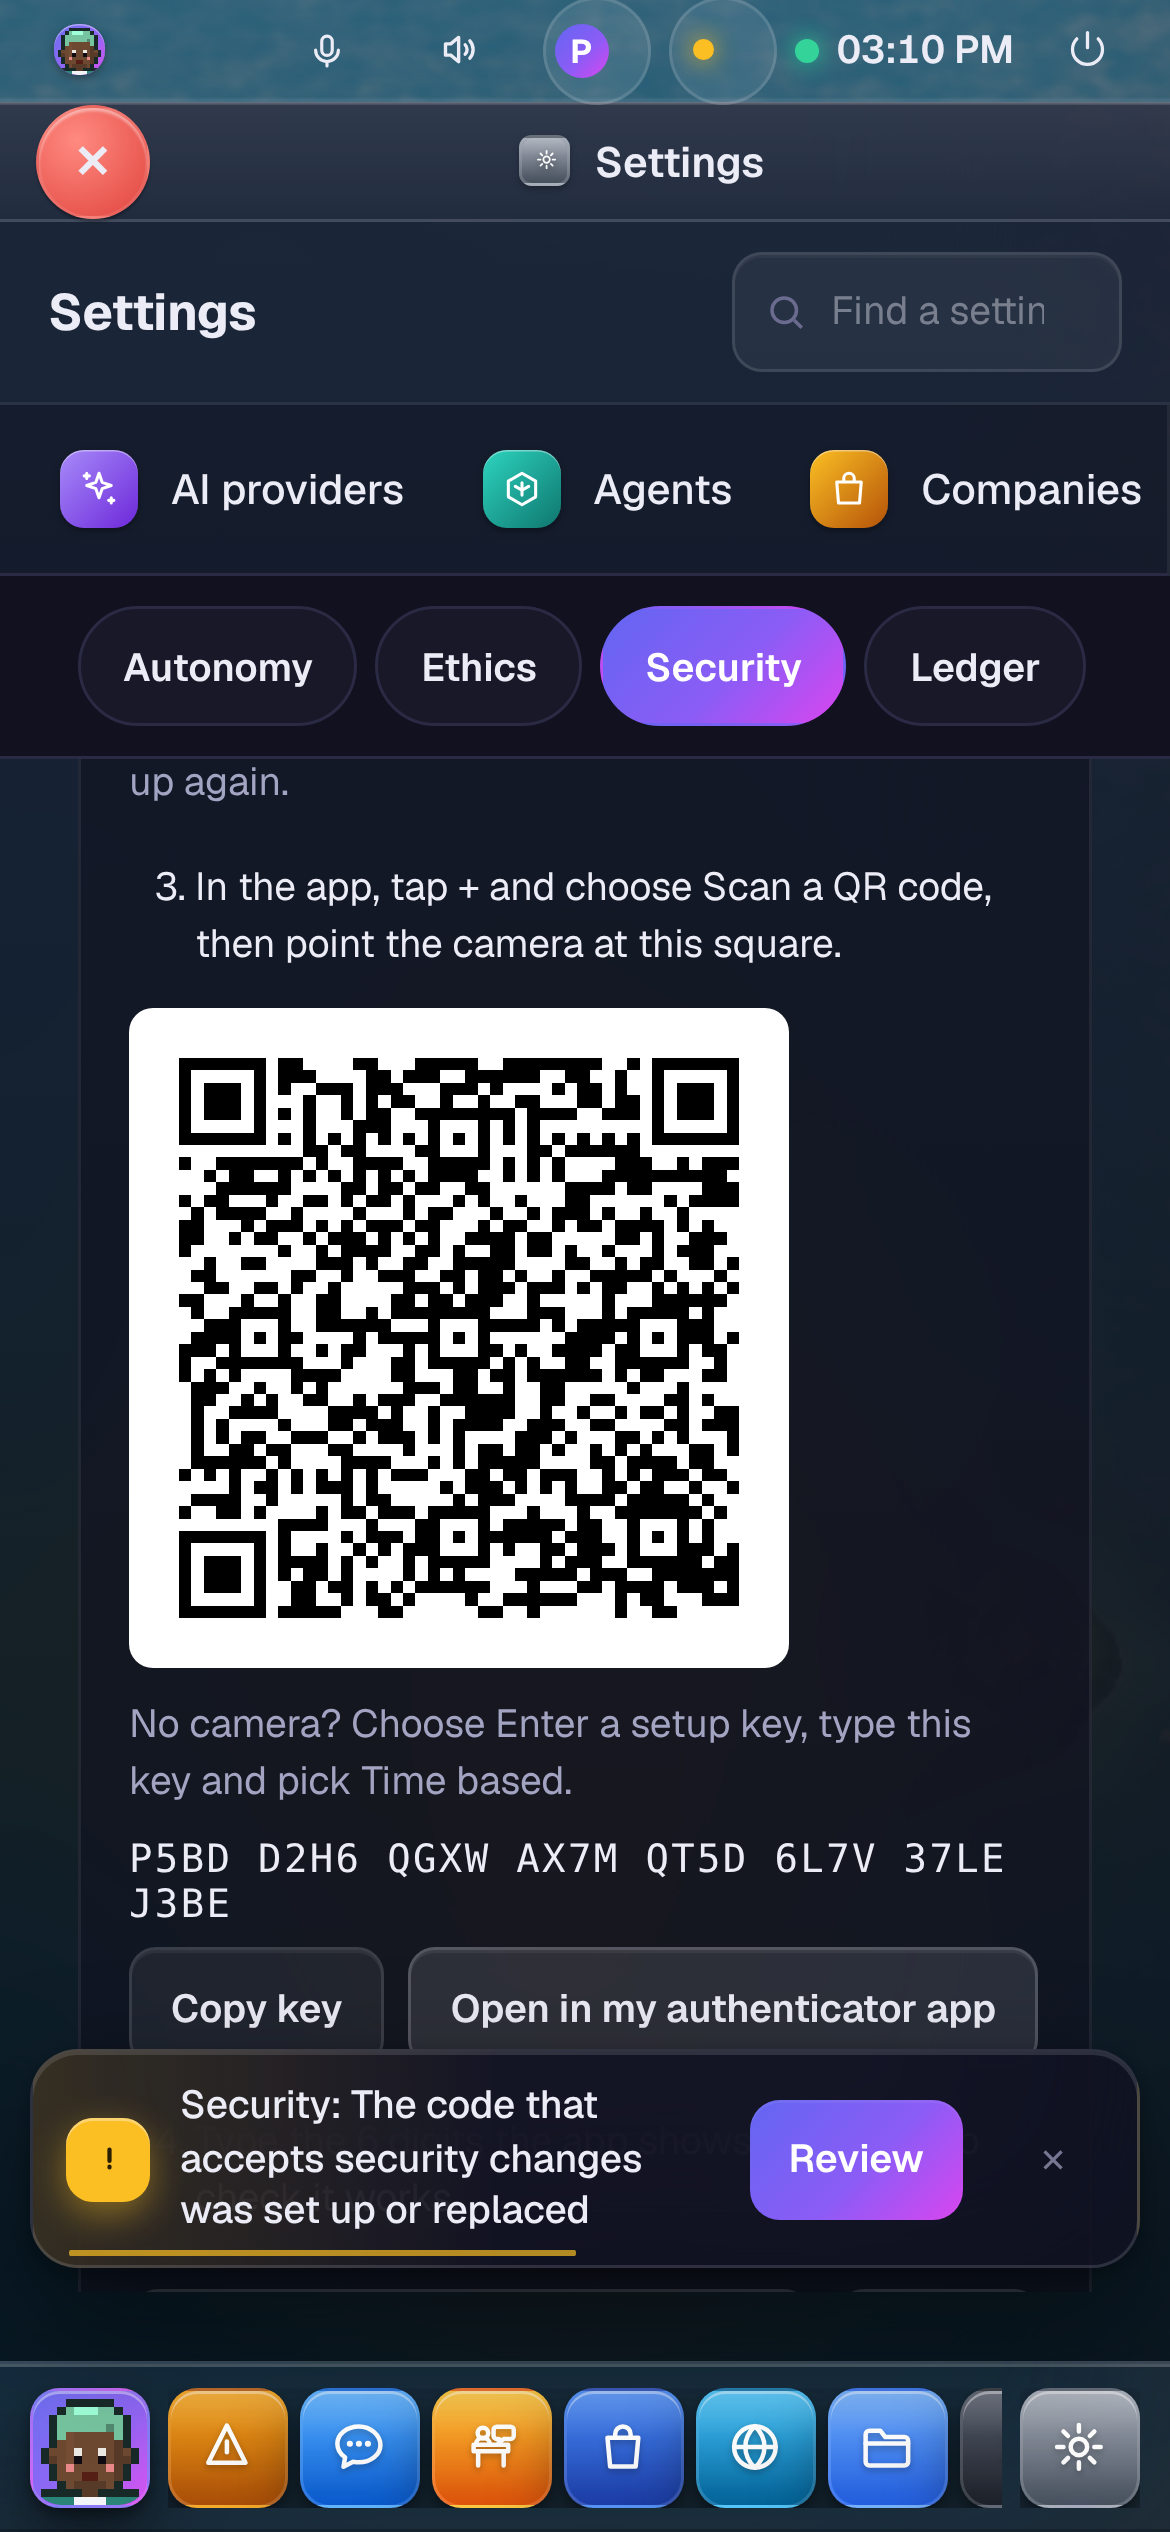 P
03:10 PM
Settings
Settings
Find a settin
AI providers
Agents
Companies
Autonomy
Ethics
Security
Ledger
up again.
3. In the app, tap + and choose Scan a QR code,
then point the camera at this square.
No camera? Choose Enter a setup key, type this
key and pick Time based.
P5BD D2H6 QGXW AX7M QT5D 6L7V 37LE
J3BE
Copy key
Open in my authenticator app
Security: The code that
accepts security changes
was set up or replaced
Review